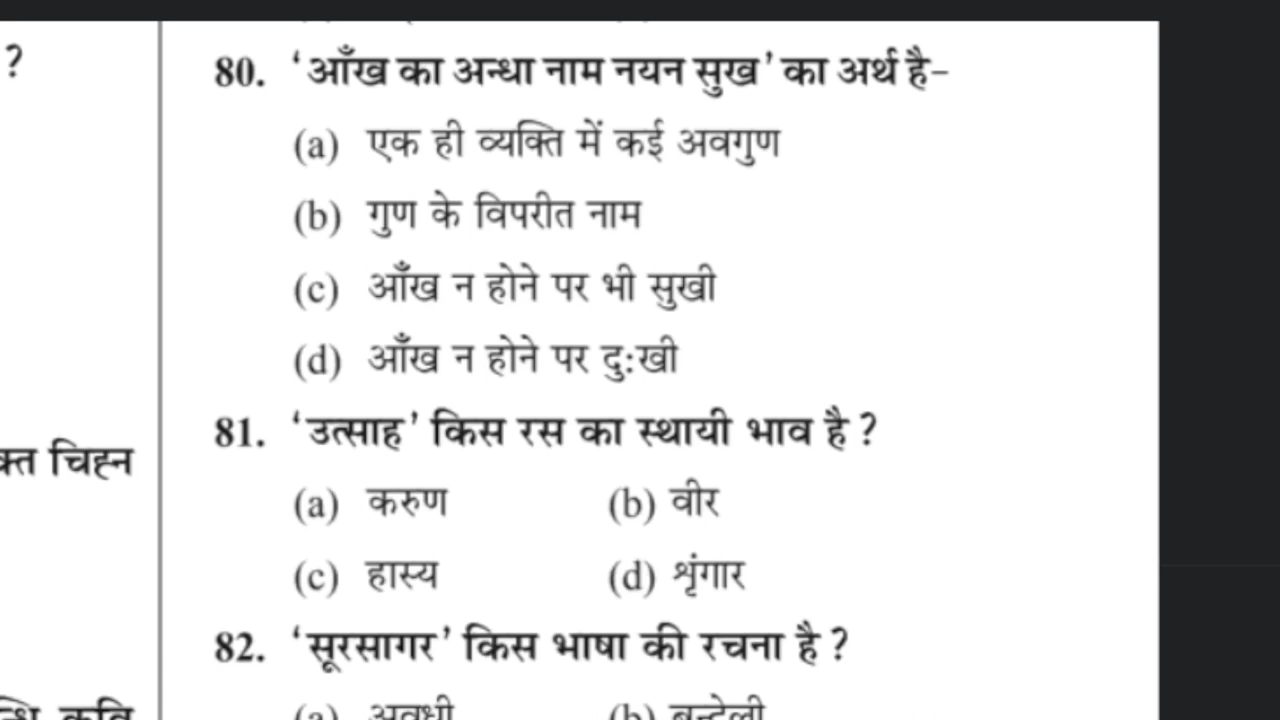 ?
80. ‘आँख का अन्धा नाम नयन सुख’ का अर्थ है–
(a) एक ही व्यक्ति में कई अवगुण
(b) गुण के विपरीत नाम
(c) आँख न होने पर भी सुखी
(d) आँख न होने पर दुःखी
81. ‘उत्साह’ किस रस का स्थायी भाव है ?
चिह्न
(a) करुण (b) वीर
(c) हास्य (d) शृंगार
82. ‘सूरसागर’ किस भाषा की रचना है ?
(a) अवधी (b) बुन्देली